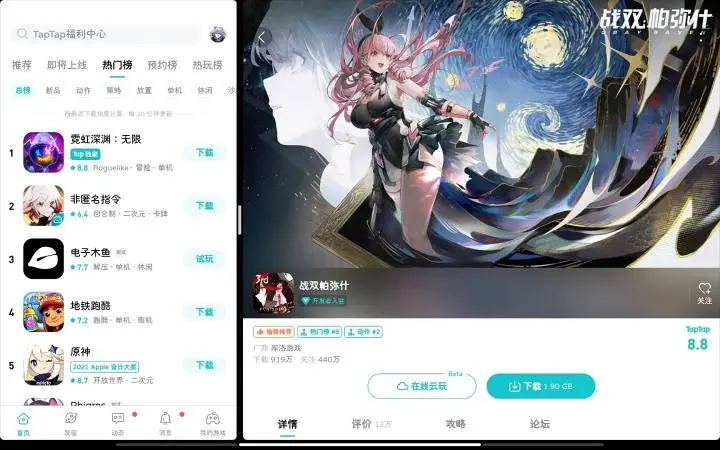 TapTap福利中心
推荐
即将上线
热门榜
预约榜
热玩榜
总榜
新品
动作
策略
放置
单机
休闲
按最近下载热度计算 · 每 20 分钟更新
1
霓虹深渊：无限
Tap 独家
8.8 Roguelike · 冒险 · 单机
下载
2
非匿名指令
6.4 回合制 · 二次元 · 卡牌
下载
3
电子木鱼 测试
7.7 解压 · 单机 · 休闲
试玩
4
地铁跑酷
7.2 跑酷 · 单机 · 街机
下载
5
原神
2021 Apple 设计大奖
8.7 开放世界 · 二次元
下载
Phigros
首页
发现
动态
消息
我的游戏
战双帕弥什
GRAY RAVEN
3rd
战双帕弥什
开发者入驻
关注
编辑推荐
热门榜 #8
动作 #2
厂商 库洛游戏
下载 919万 关注 440万
TapTap
8.8
在线云玩
Beta
下载 1.90 GB
详情
评价 12万
攻略
论坛